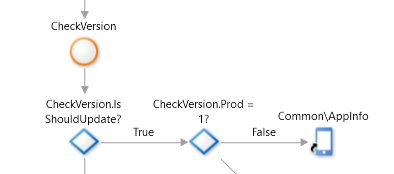 CheckVersion
CheckVersion.Is
ShouldUpdate?
CheckVersion.Prod =
1?
Common\AppInfo
True
False